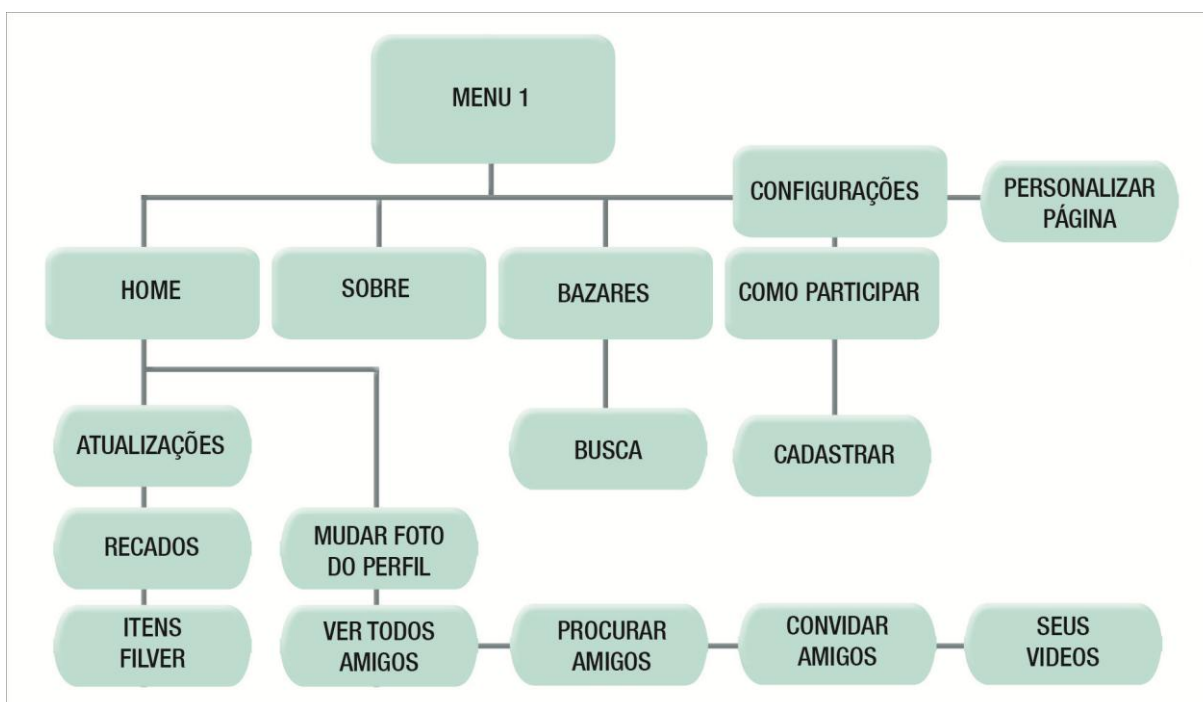 MENU 1
CONFIGURAÇÕES
PERSONALIZAR
PÁGINA
HOME
SOBRE
BAZARES
COMO PARTICIPAR
ATUALIZAÇÕES
BUSCA
CADASTRAR
RECADOS
MUDAR FOTO
DO PERFIL
ITENS
FILVER
VER TODOS
AMIGOS
PROCURAR
AMIGOS
CONVIDAR
AMIGOS
SEUS
VIDEOS